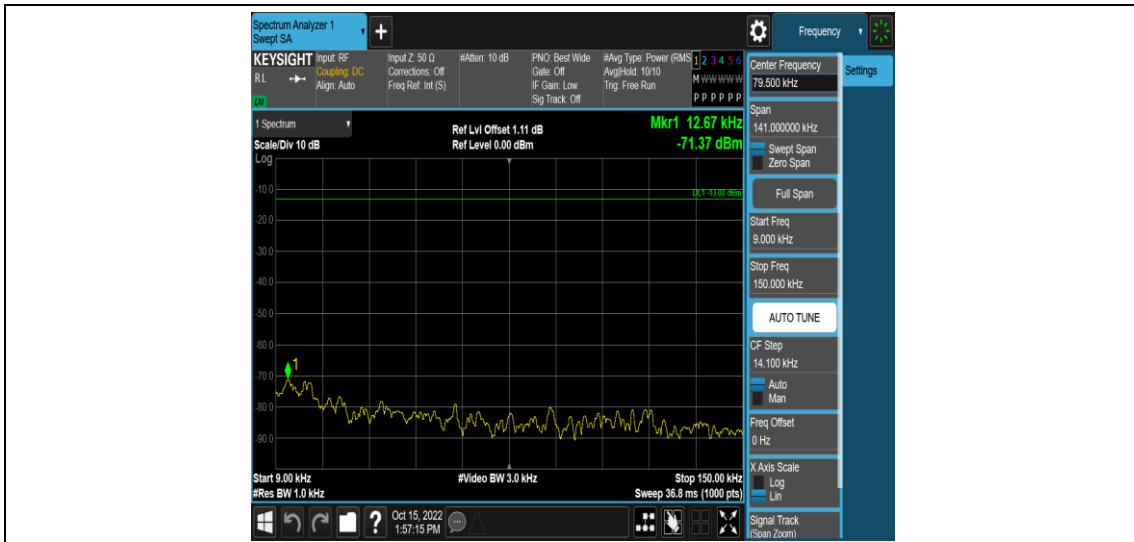 Spectrum Analyzer 1
Swept SA
Frequency
KEYSIGHT
RL
LXI
Input: RF
Coupling: DC
Align: Auto
Input Z: 50 Ω
Corrections: Off
Freq Ref: Int (S)
#Atten: 10 dB
PNO: Best Wide
Gate: Off
IF Gain: Low
Sig Track: Off
#Avg Type: Power (RMS
Avg|Hold: 10/10
Trig: Free Run
1 2 3 4 5 6
M W W W W W
P P P P P P
1 Spectrum
Scale/Div 10 dB
Log
Ref Lvl Offset 1.11 dB
Ref Level 0.00 dBm
Mkr1 12.67 kHz
-71.37 dBm
DL1 -13.00 dBm
-10.0
-20.0
-30.0
-40.0
-50.0
-60.0
-70.0
-80.0
-90.0
1
Start 9.00 kHz
#Res BW 1.0 kHz
#Video BW 3.0 kHz
Stop 150.00 kHz
Sweep 36.8 ms (1000 pts)
Oct 15, 2022
1:57:15 PM
Center Frequency
79.500 kHz
Settings
Span
141.000000 kHz
Swept Span
Zero Span
Full Span
Start Freq
9.000 kHz
Stop Freq
150.000 kHz
AUTO TUNE
CF Step
14.100 kHz
Auto
Man
Freq Offset
0 Hz
X Axis Scale
Log
Lin
Signal Track
(Span Zoom)